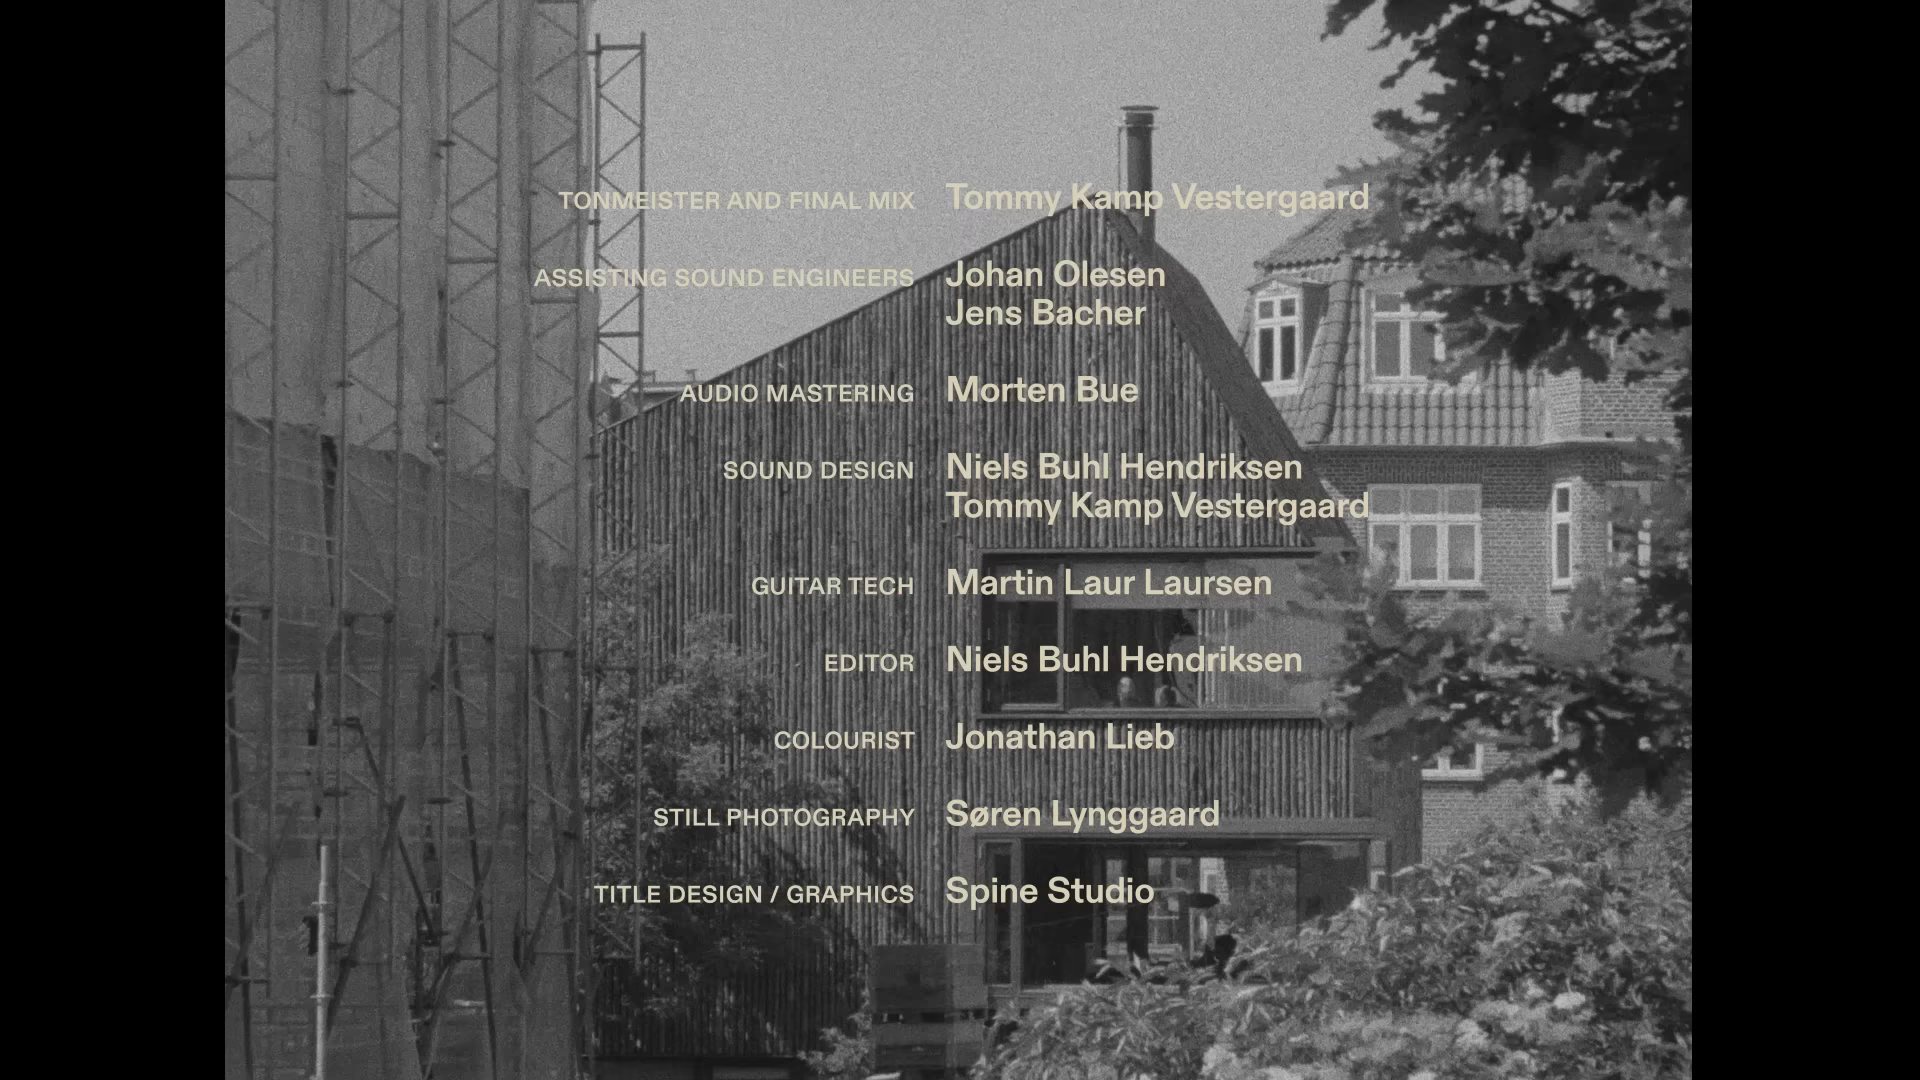 TONMEISTER AND FINAL MIX Tommy Kamp Vestergaard
ASSISTING SOUND ENGINEERS Johan Olesen
Jens Bacher
AUDIO MASTERING Morten Bue
SOUND DESIGN Niels Buhl Hendriksen
Tommy Kamp Vestergaard
GUITAR TECH Martin Laur Laursen
EDITOR Niels Buhl Hendriksen
COLOURIST Jonathan Lieb
STILL PHOTOGRAPHY Søren Lynggaard
TITLE DESIGN / GRAPHICS Spine Studio